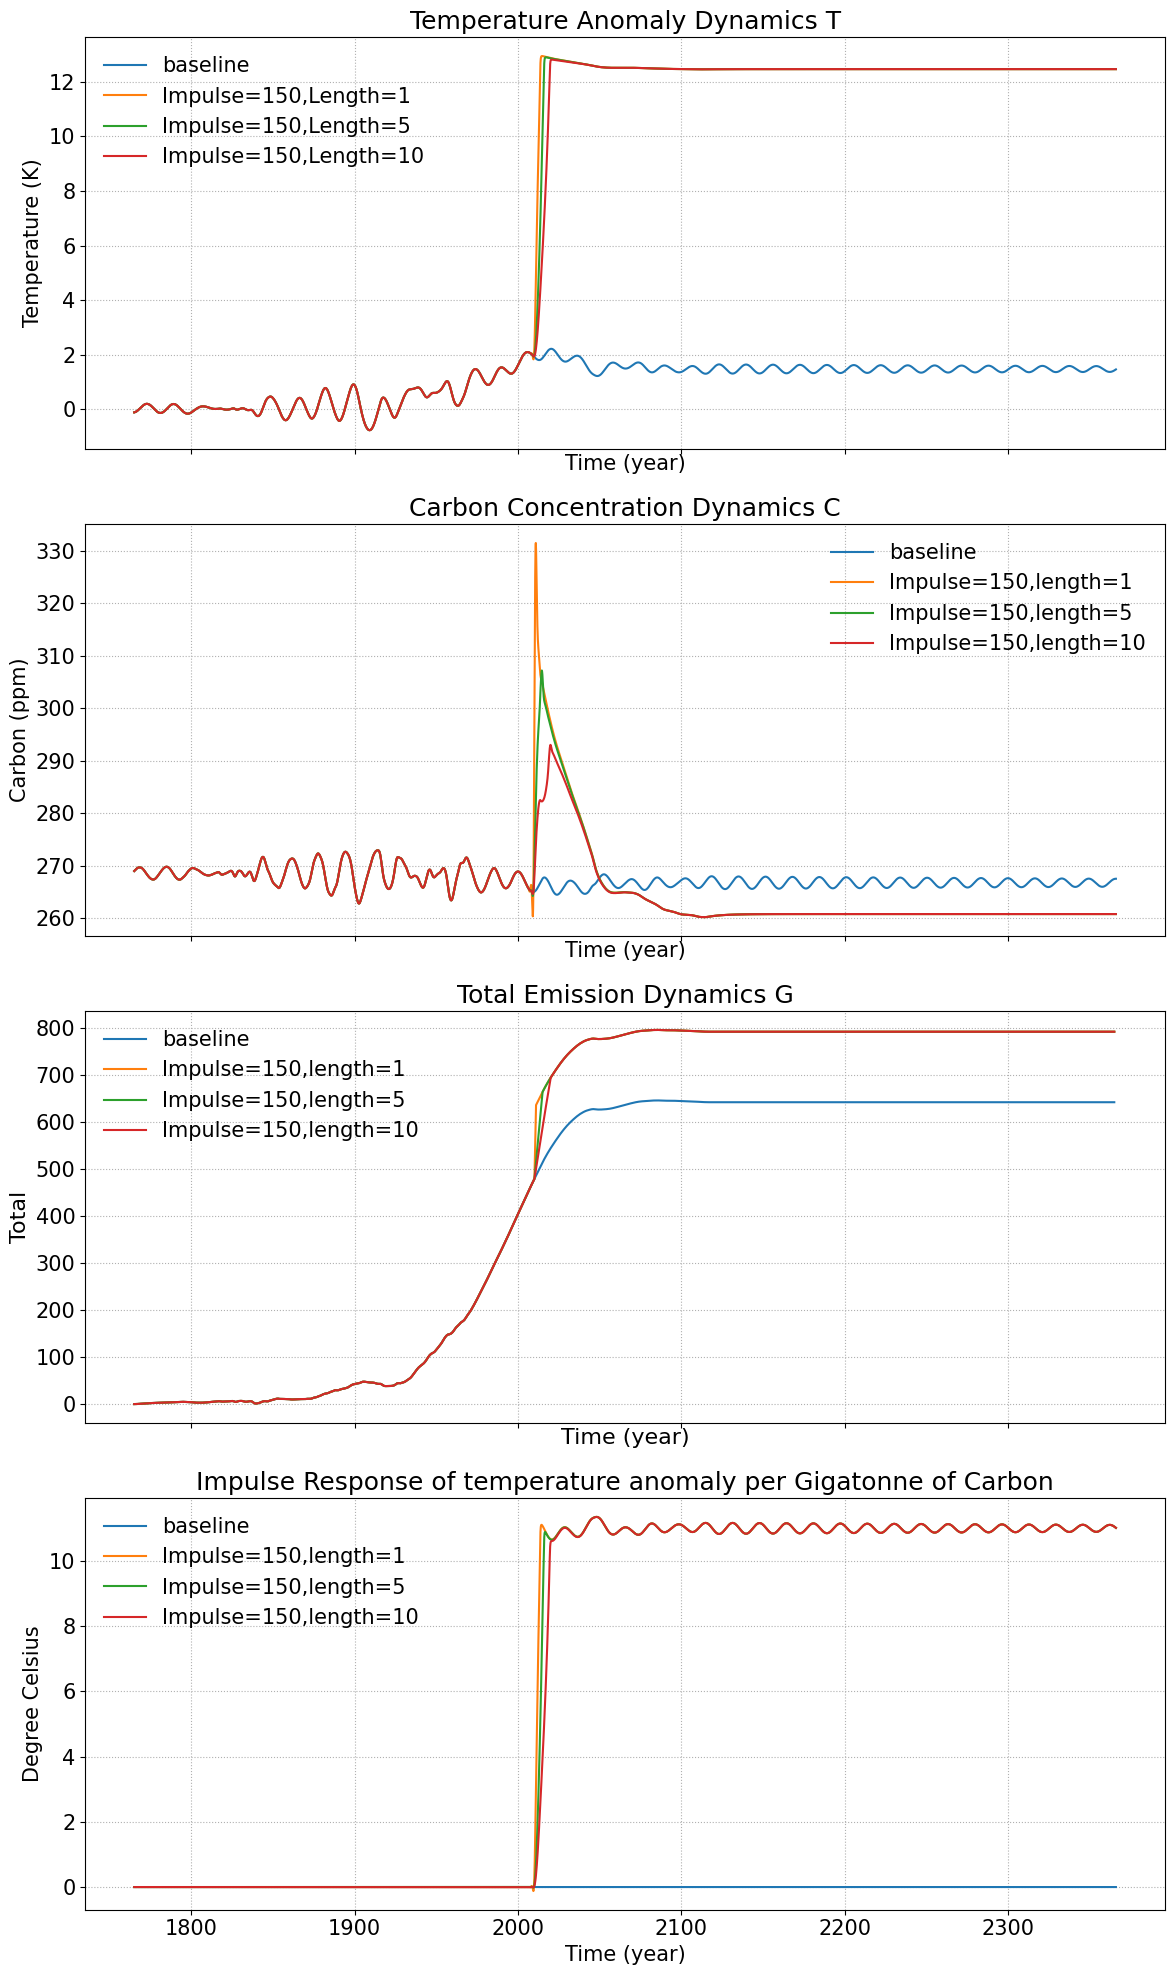 Temperature Anomaly Dynamics T
baseline
Impulse=150,Length=1
Impulse=150,Length=5
Impulse=150,Length=10
Temperature (K)
12
10
8
6
4
2
0
Time (year)
Carbon Concentration Dynamics C
baseline
Impulse=150,length=1
Impulse=150,length=5
Impulse=150,length=10
Carbon (ppm)
330
320
310
300
290
280
270
260
Time (year)
Total Emission Dynamics G
baseline
Impulse=150,length=1
Impulse=150,length=5
Impulse=150,length=10
Total
800
700
600
500
400
300
200
100
0
Time (year)
Impulse Response of temperature anomaly per Gigatonne of Carbon
baseline
Impulse=150,length=1
Impulse=150,length=5
Impulse=150,length=10
Degree Celsius
10
8
6
4
2
0
1800 1900 2000 2100 2200 2300
Time (year)